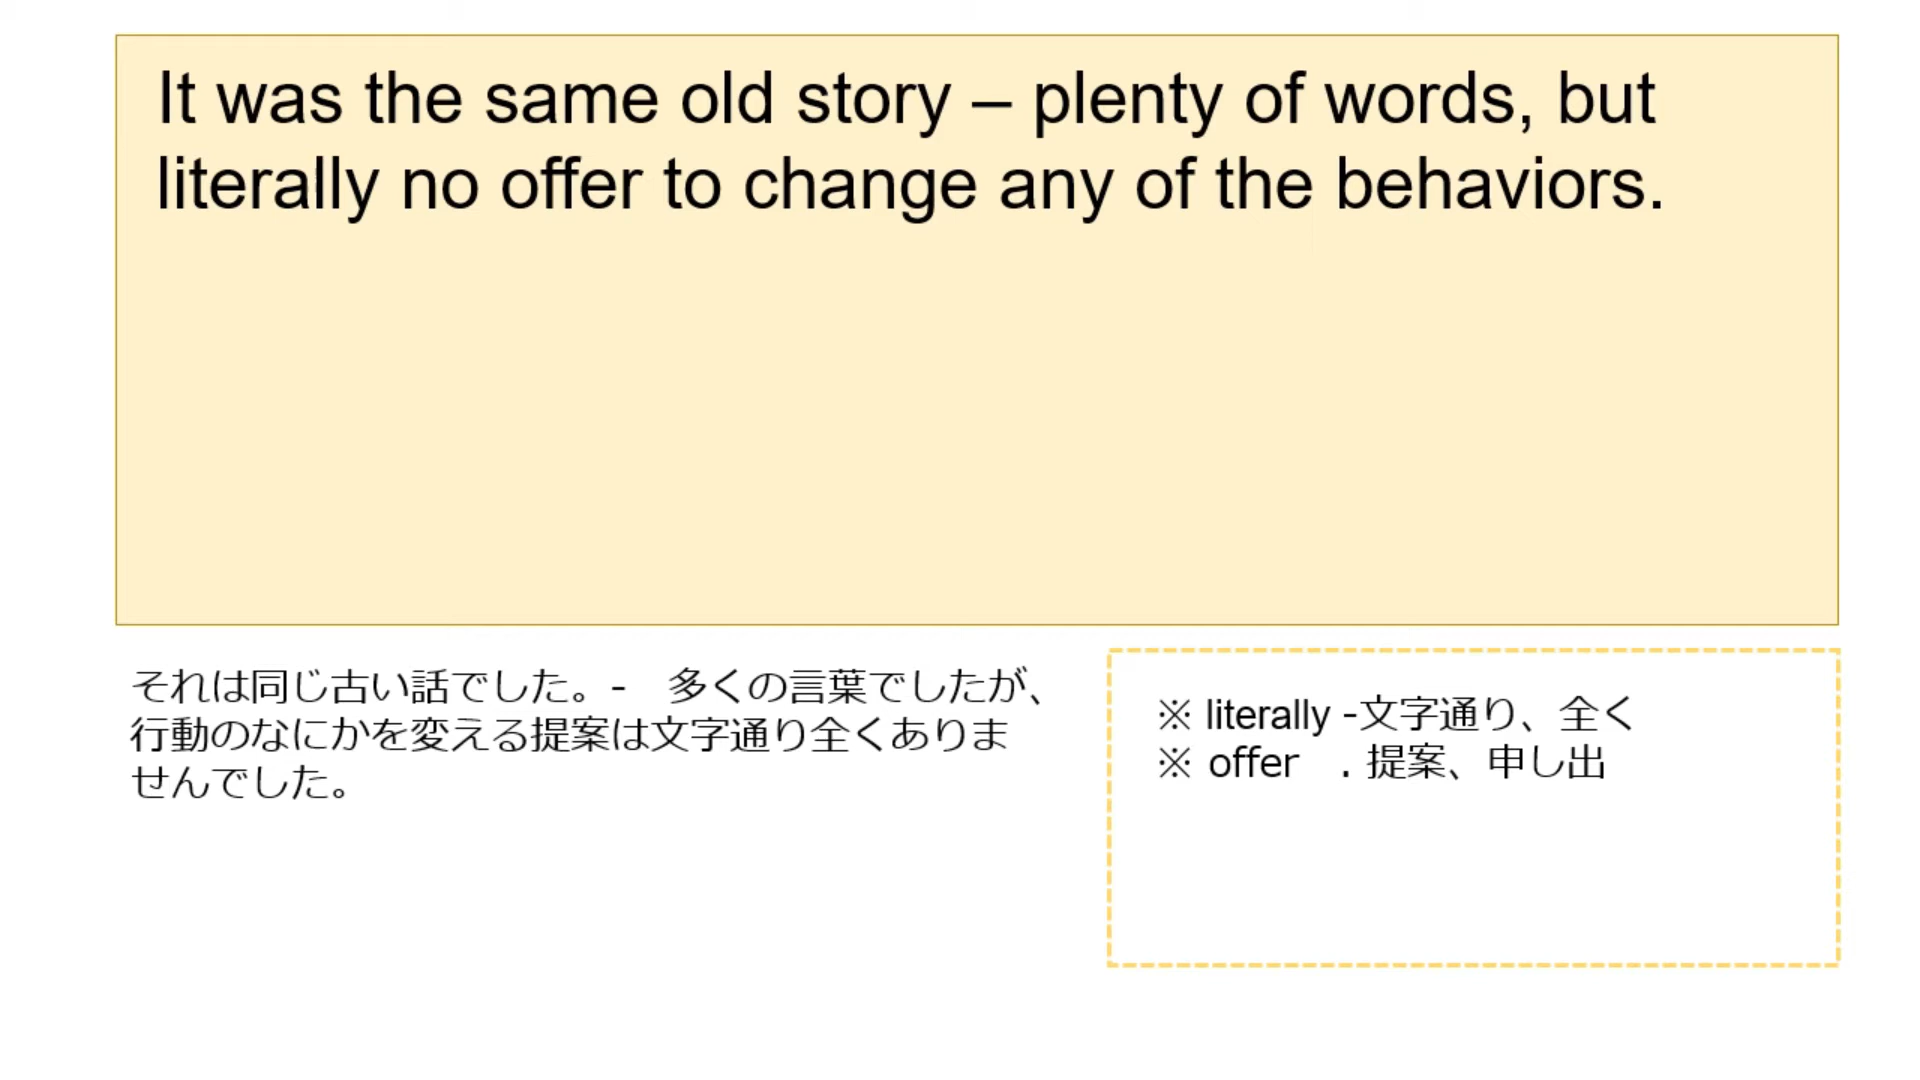 It was the same old story – plenty of words, but
literally no offer to change any of the behaviors.
それは同じ古い話でした。-　多くの言葉でしたが、
行動のなにかを変える提案は文字通り全くありま
せんでした。
※ literally -文字通り、全く
※ offer　. 提案、申し出